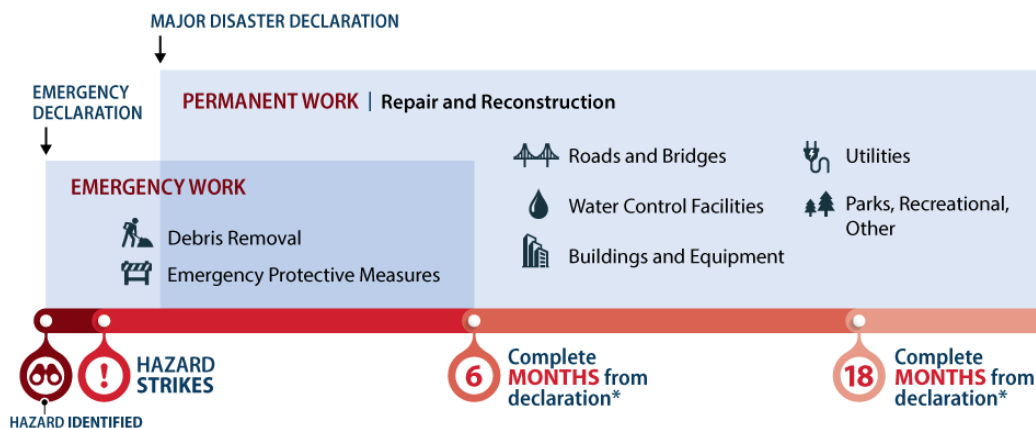 MAJOR DISASTER DECLARATION
EMERGENCY
DECLARATION
PERMANENT WORK | Repair and Reconstruction
Roads and Bridges
Utilities
EMERGENCY WORK
Water Control Facilities
Parks, Recreational,
Other
Debris Removal
Buildings and Equipment
Emergency Protective Measures
HAZARD
STRIKES
!
6
Complete
MONTHS from
declaration*
18
Complete
MONTHS from
declaration*
HAZARD IDENTIFIED